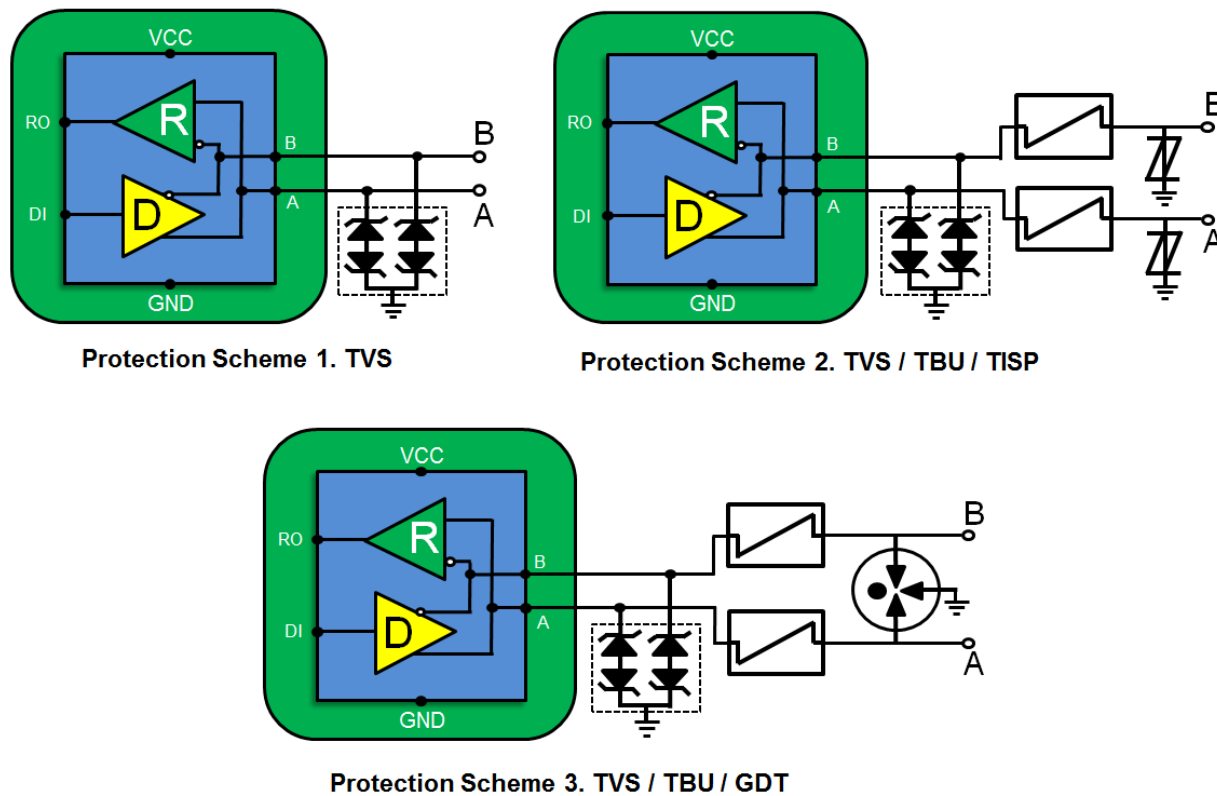 VCC
RO
R
B
B
DI
D
A
A
GND
Protection Scheme 1. TVS
VCC
RO
R
B
B
DI
D
A
A
GND
Protection Scheme 2. TVS / TBU / TISP
VCC
RO
R
B
B
DI
D
A
A
GND
Protection Scheme 3. TVS / TBU / GDT